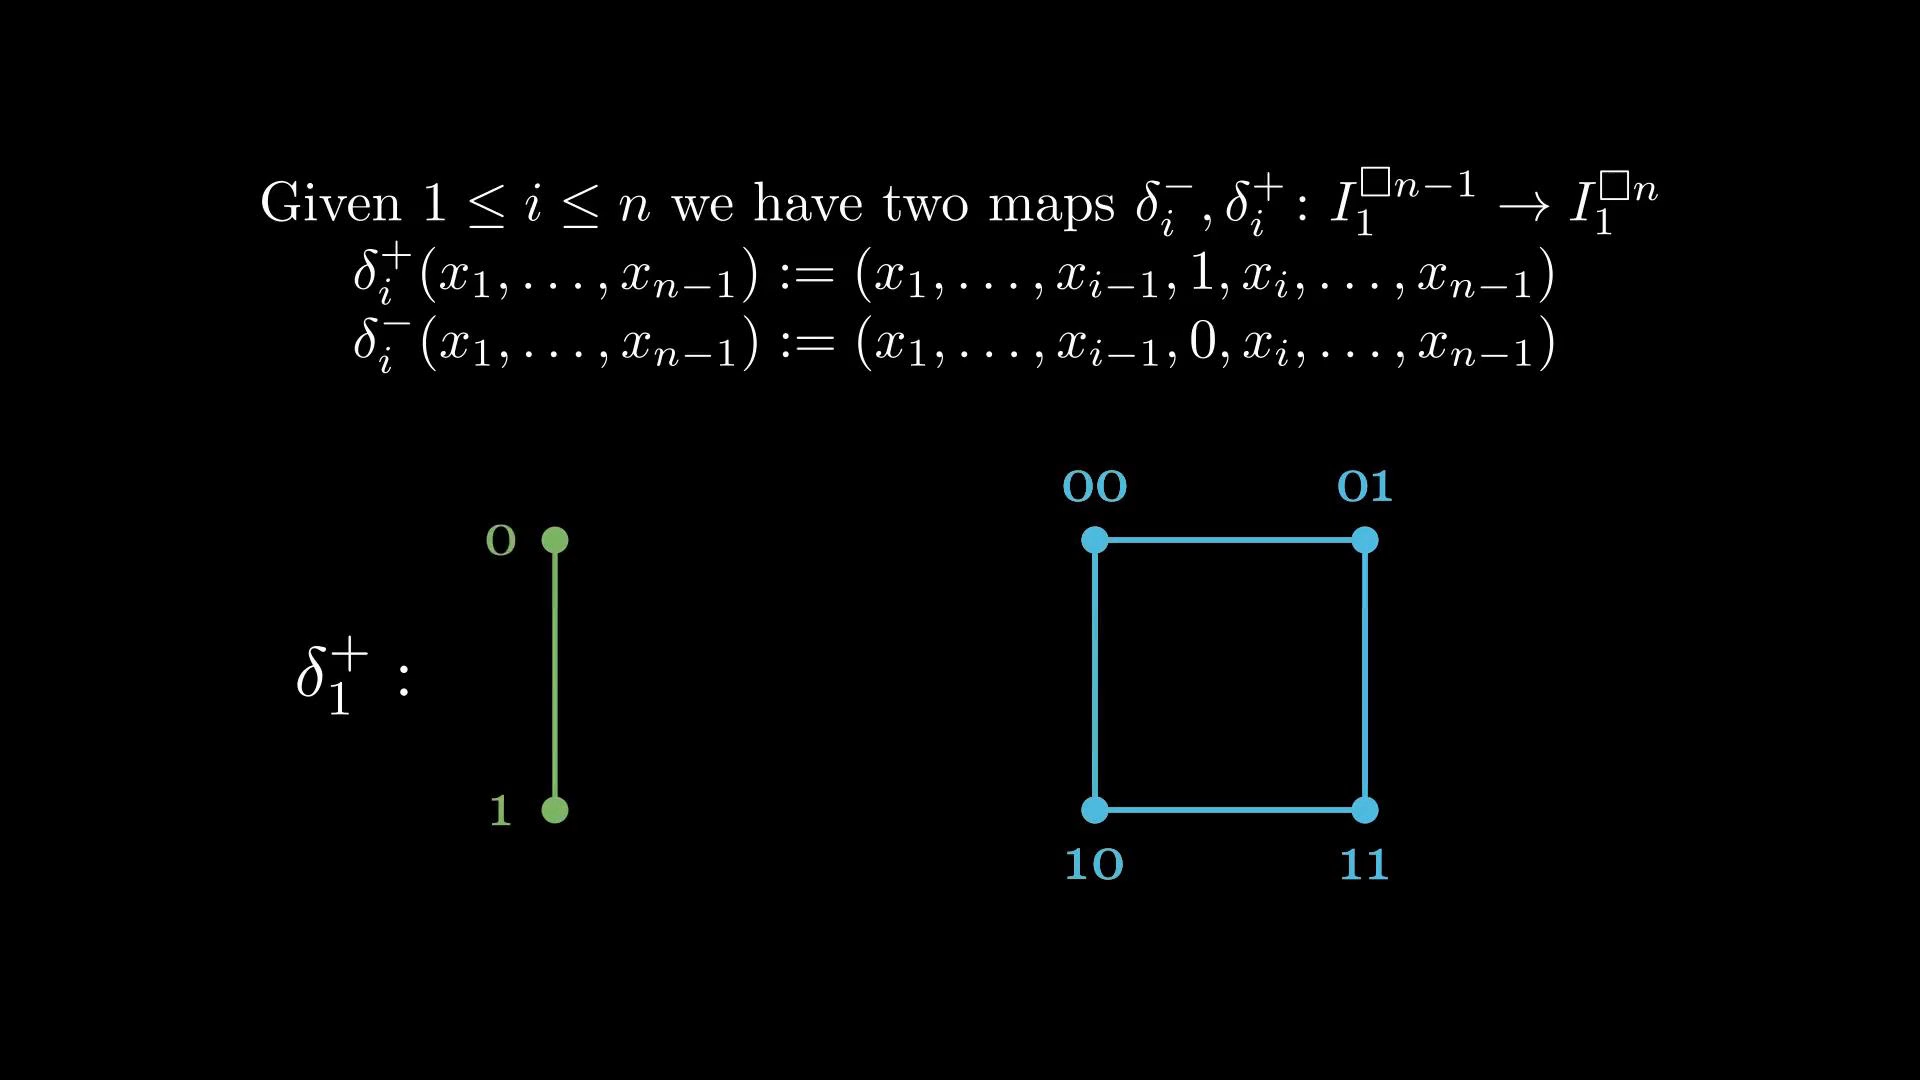 Given 1 ≤ i ≤ n we have two maps δ_i^-, δ_i^+ : I_1^{□n-1} → I_1^{□n}
δ_i^+(x_1, ..., x_{n-1}) := (x_1, ..., x_{i-1}, 1, x_i, ..., x_{n-1})
δ_i^-(x_1, ..., x_{n-1}) := (x_1, ..., x_{i-1}, 0, x_i, ..., x_{n-1})
00 01
0
δ_1^+ :
1
10 11